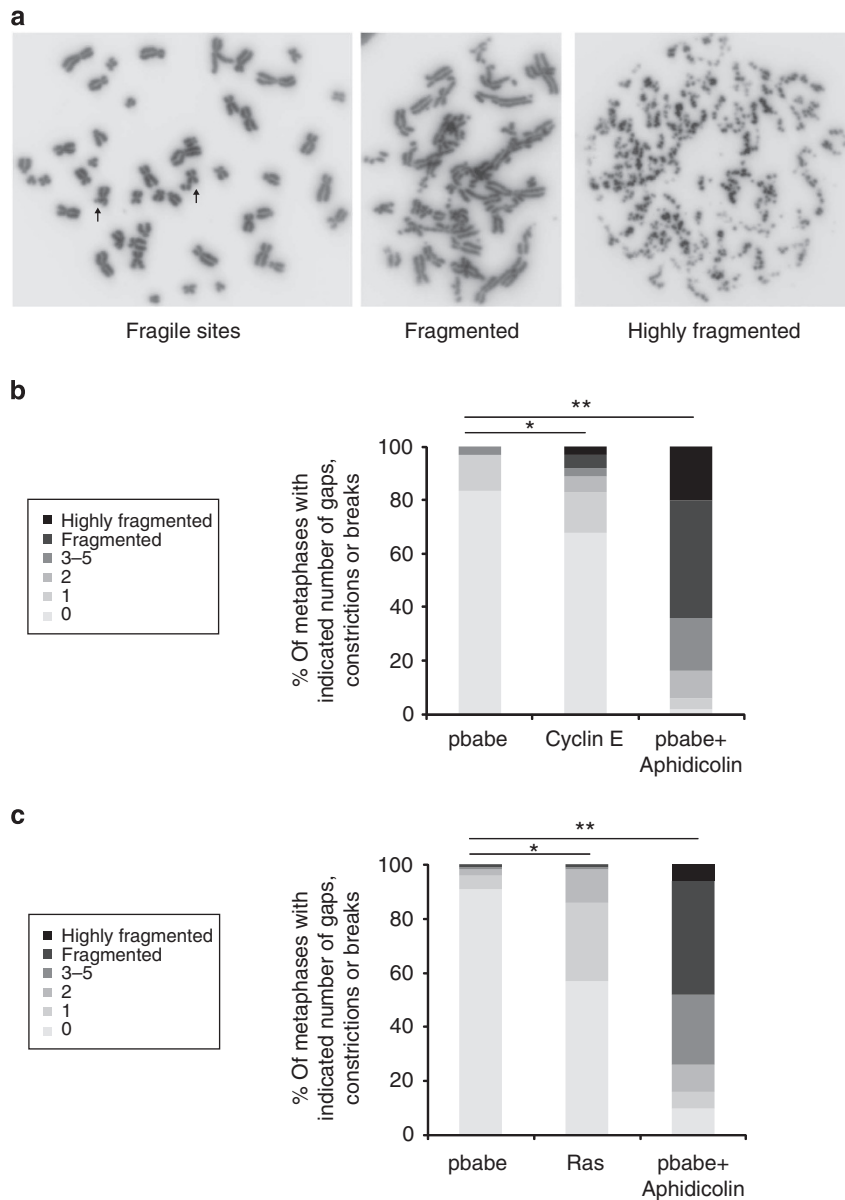 a
Fragile sites
Fragmented
Highly fragmented
b
Highly fragmented
Fragmented
3–5
2
1
0
% Of metaphases with
indicated number of gaps,
constrictions or breaks
100
80
60
40
20
0
**
*
pbabe
Cyclin E
pbabe+
Aphidicolin
c
Highly fragmented
Fragmented
3–5
2
1
0
% Of metaphases with
indicated number of gaps,
constrictions or breaks
100
80
60
40
20
0
**
*
pbabe
Ras
pbabe+
Aphidicolin